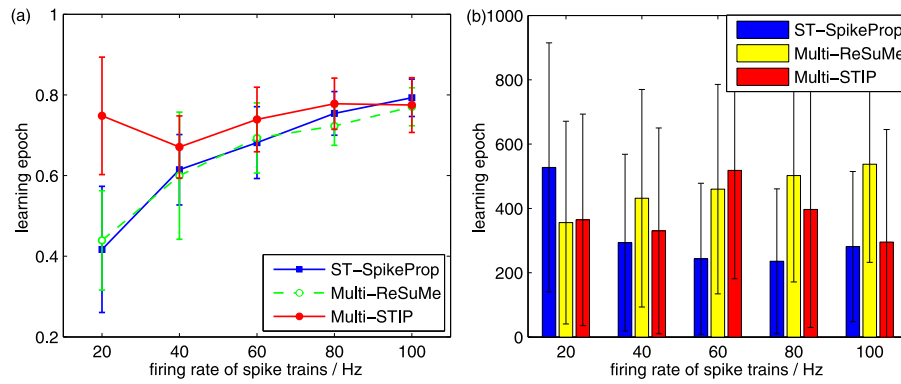 (a)
learning epoch
1
0.8
0.6
0.4
0.2
20 40 60 80 100
firing rate of spike trains / Hz
ST−SpikeProp
Multi−ReSuMe
Multi−STIP
(b)
learning epoch
1000
800
600
400
200
0
20 40 60 80 100
firing rate of spike trains / Hz
ST−SpikeProp
Multi−ReSuMe
Multi−STIP